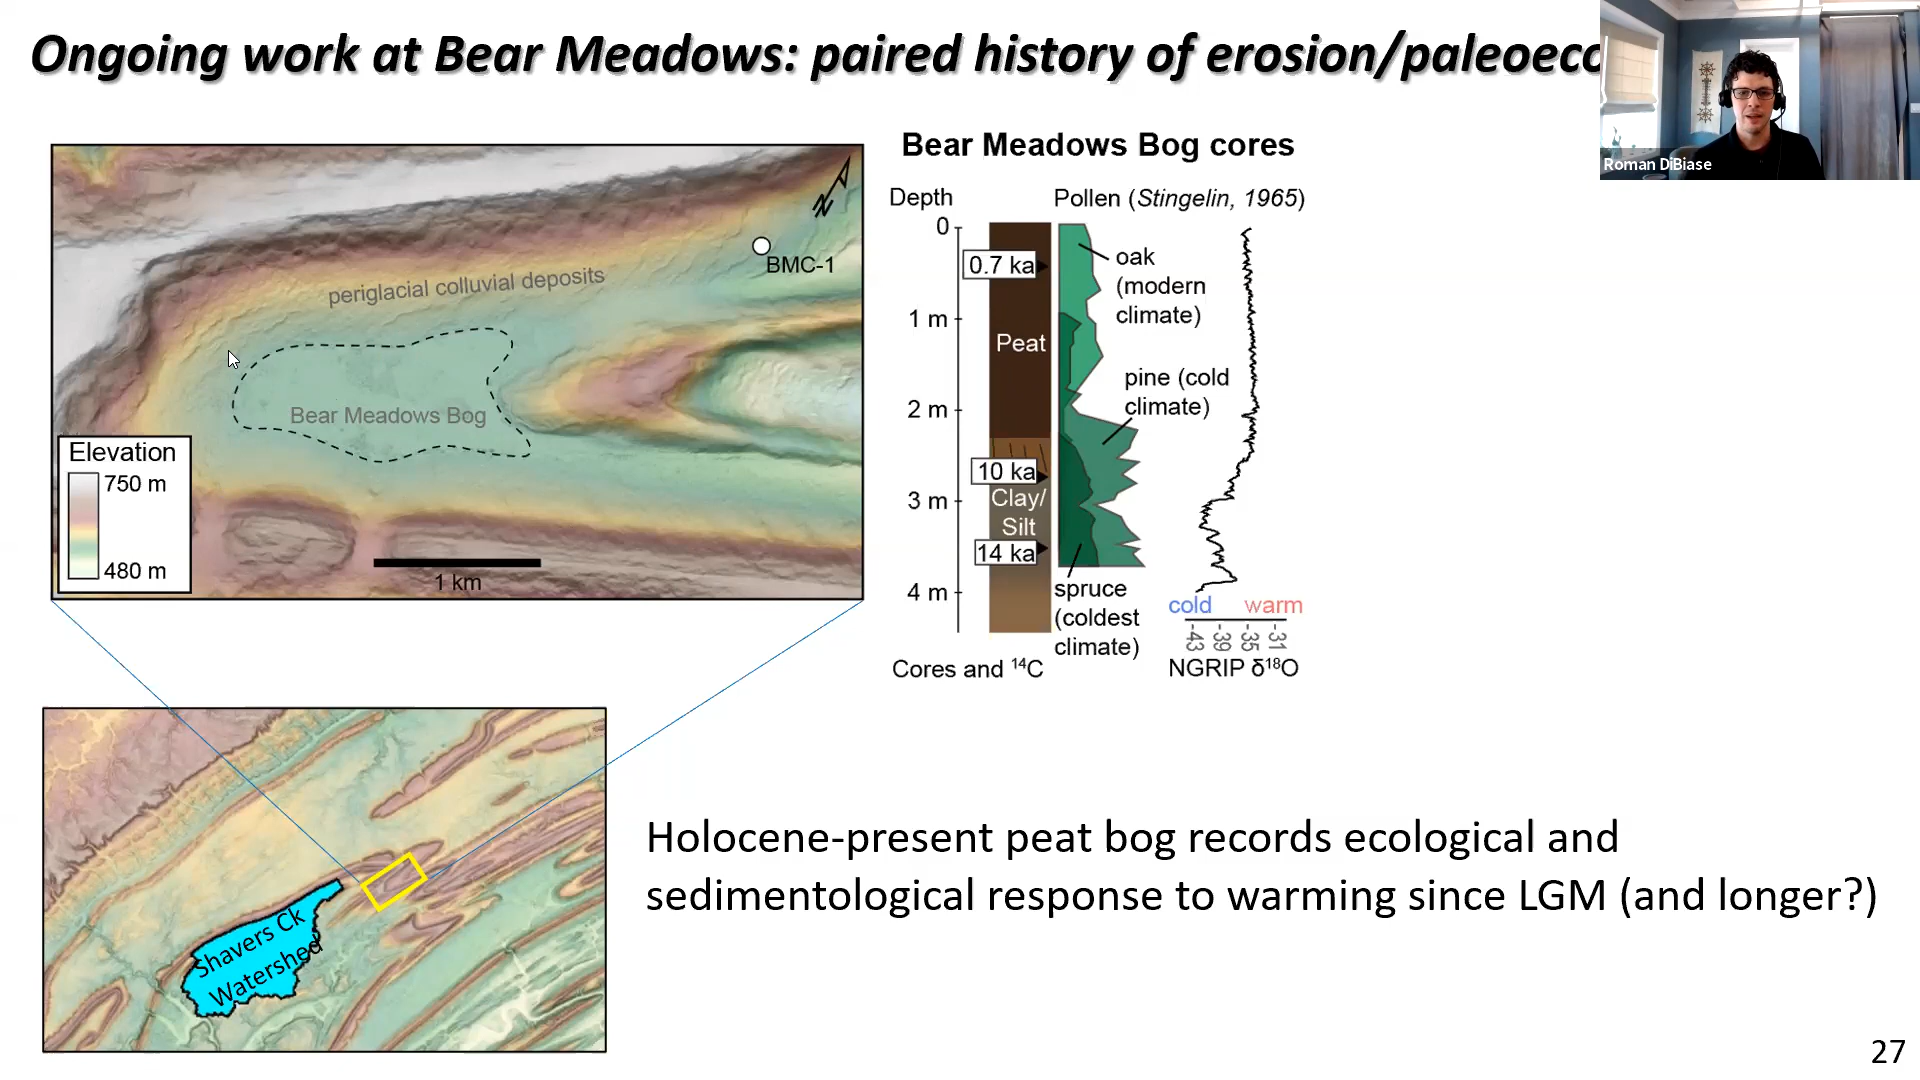 Ongoing work at Bear Meadows: paired history of erosion/paleoeco
Roman DiBiase
BMC-1
periglacial colluvial deposits
Bear Meadows Bog
Elevation
750 m
480 m
1 km
N
Bear Meadows Bog cores
Depth
Pollen (Stingelin, 1965)
0
1 m
2 m
3 m
4 m
0.7 ka
Peat
10 ka
Clay/
Silt
14 ka
oak
(modern
climate)
pine (cold
climate)
spruce
(coldest
climate)
cold warm
-43 -39 -35 -31
Cores and ¹⁴C
NGRIP δ¹⁸O
Shavers Ck
Watershed
Holocene-present peat bog records ecological and
sedimentological response to warming since LGM (and longer?)
27